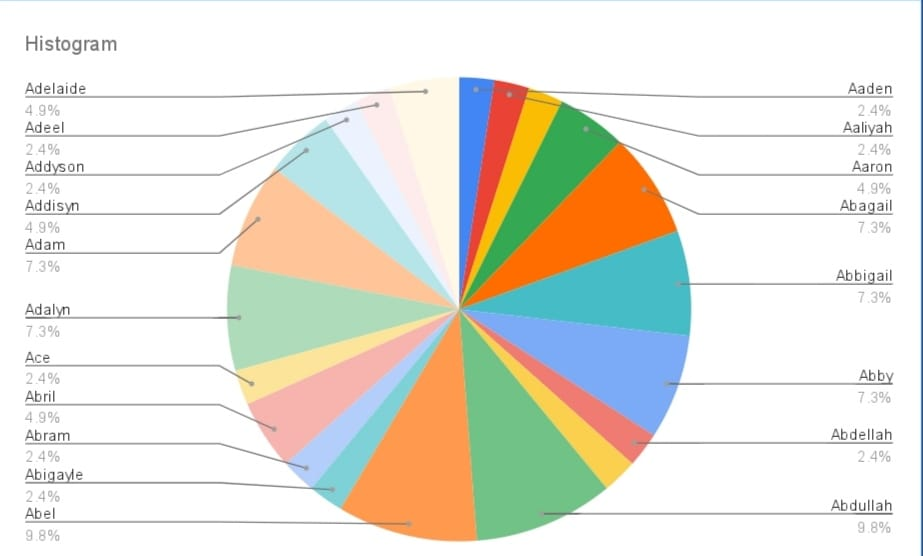 Histogram
Adelaide
4.9%
Adeel
2.4%
Addyson
2.4%
Addisyn
4.9%
Adam
7.3%
Adalyn
7.3%
Ace
2.4%
Abril
4.9%
Abram
2.4%
Abigayle
2.4%
Abel
9.8%
Aaden
2.4%
Aaliyah
2.4%
Aaron
4.9%
Abagail
7.3%
Abbigail
7.3%
Abby
7.3%
Abdellah
2.4%
Abdullah
9.8%